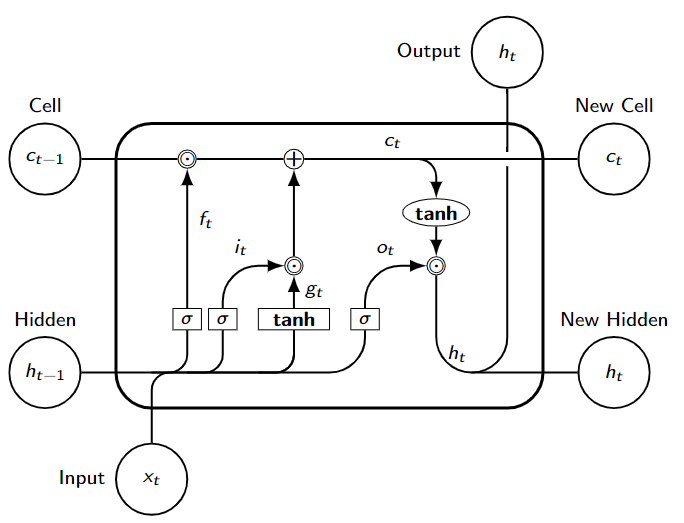 Output
h_t
Cell
New Cell
c_{t−1}
c_t
c_t
tanh
f_t
i_t
o_t
g_t
σ
σ
tanh
σ
Hidden
New Hidden
h_{t−1}
h_t
h_t
Input
x_t